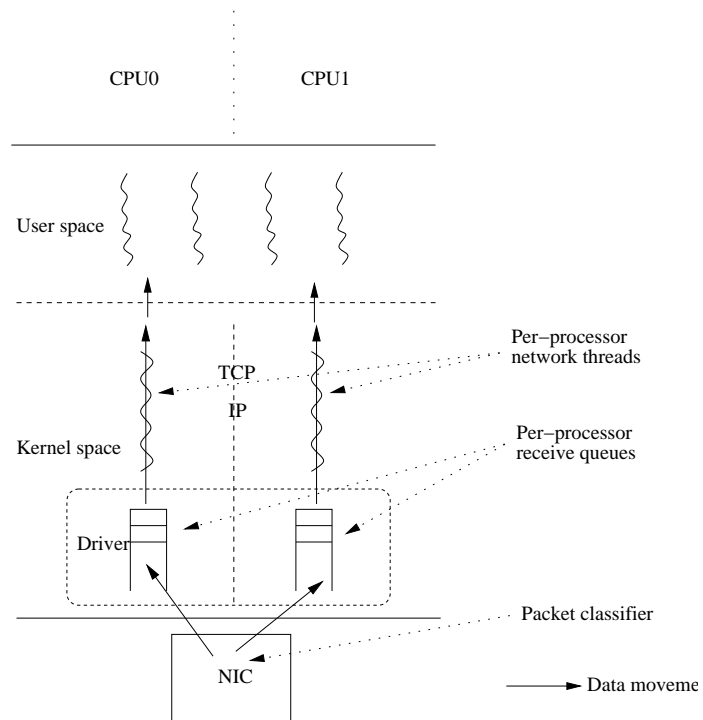 CPU0
CPU1
User space
Per-processor
network threads
TCP
IP
Kernel space
Per-processor
receive queues
Driver
Packet classifier
NIC
Data moveme